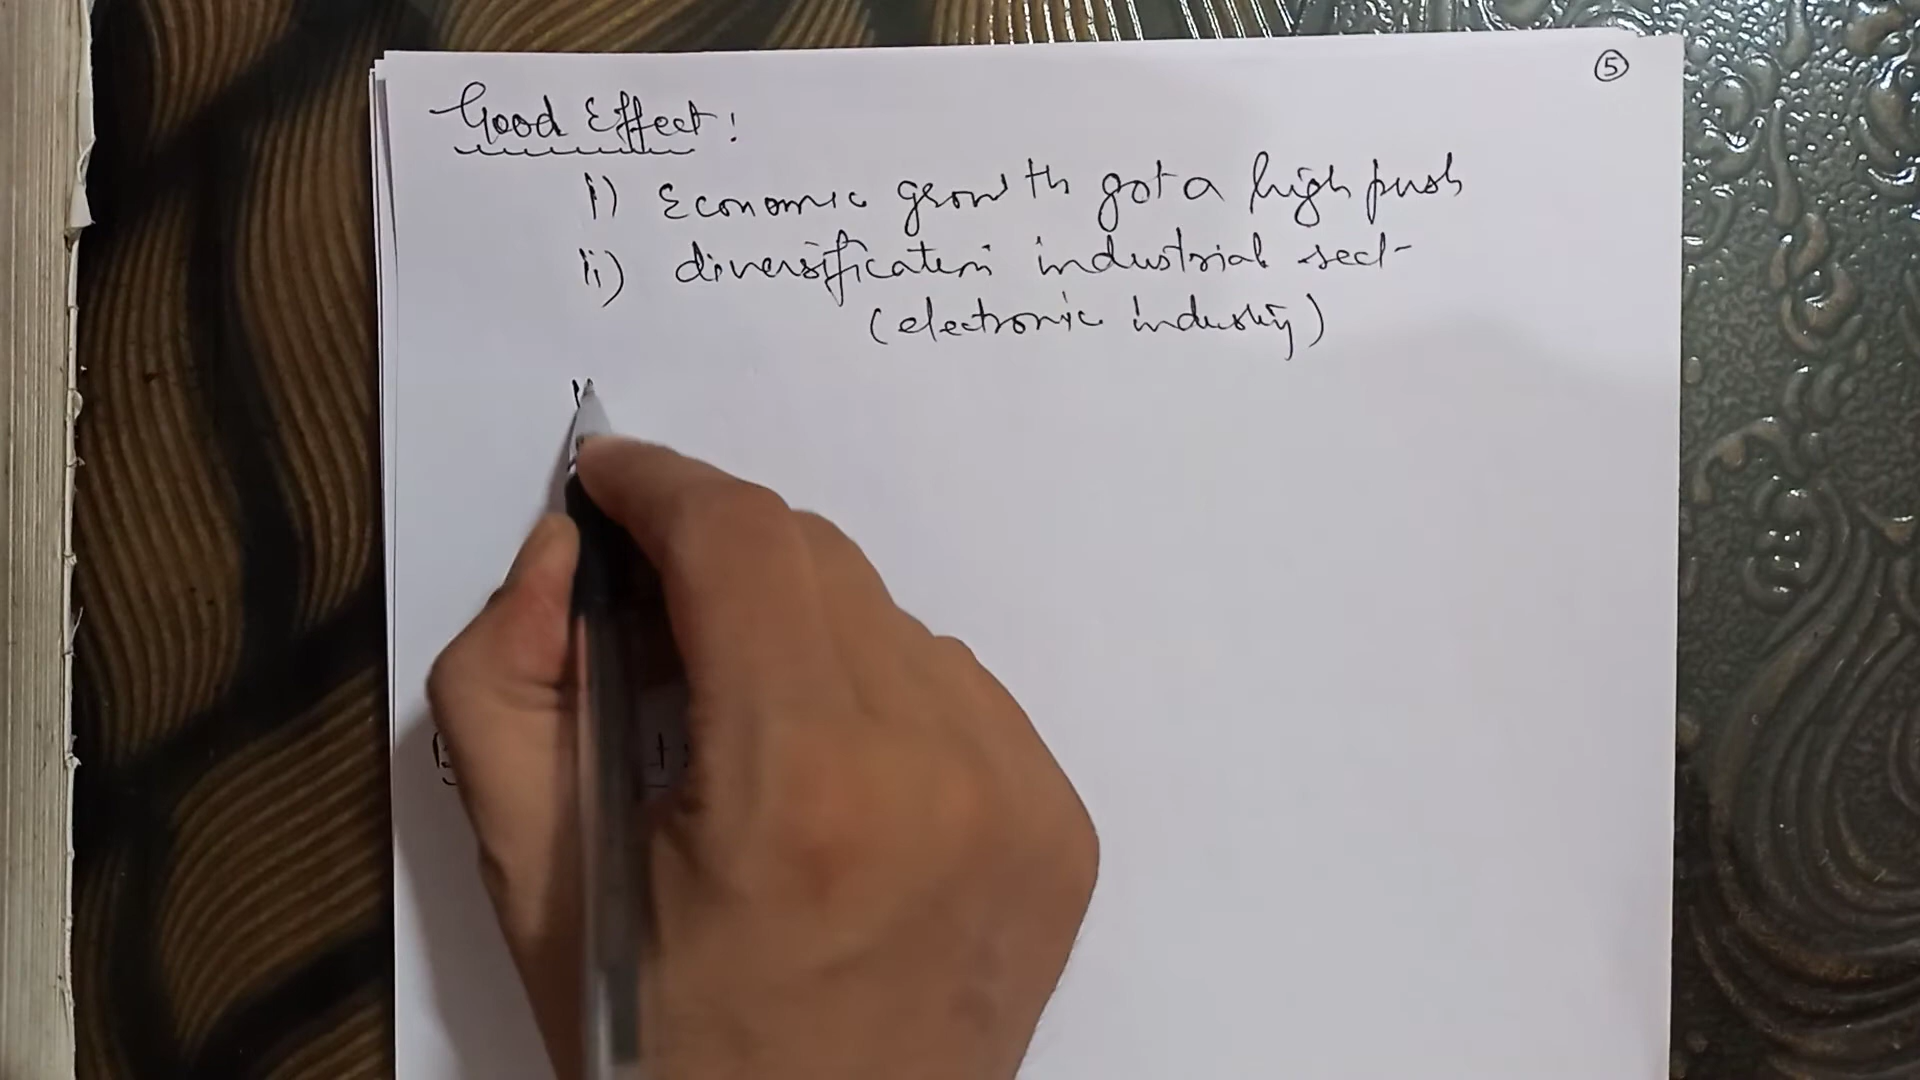 5
Good Effect:
i) Economic growth got a high push
ii) diversification industrial sect
(electronic industry)